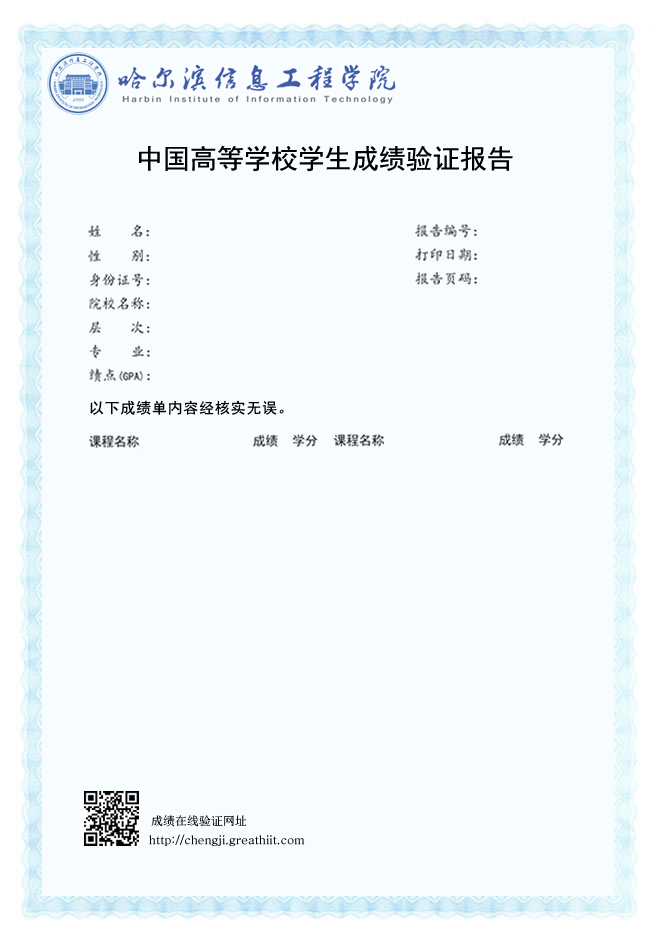 哈尔滨信息工程学院
Harbin Institute of Information Technology
中国高等学校学生成绩验证报告
姓 名： 报告编号：
性 别： 打印日期：
身份证号： 报告页码：
院校名称：
层 次：
专 业：
绩点(GPA)：
以下成绩单内容经核实无误。
课程名称 成绩 学分 课程名称 成绩 学分
成绩在线验证网址
http://chengji.greathiit.com